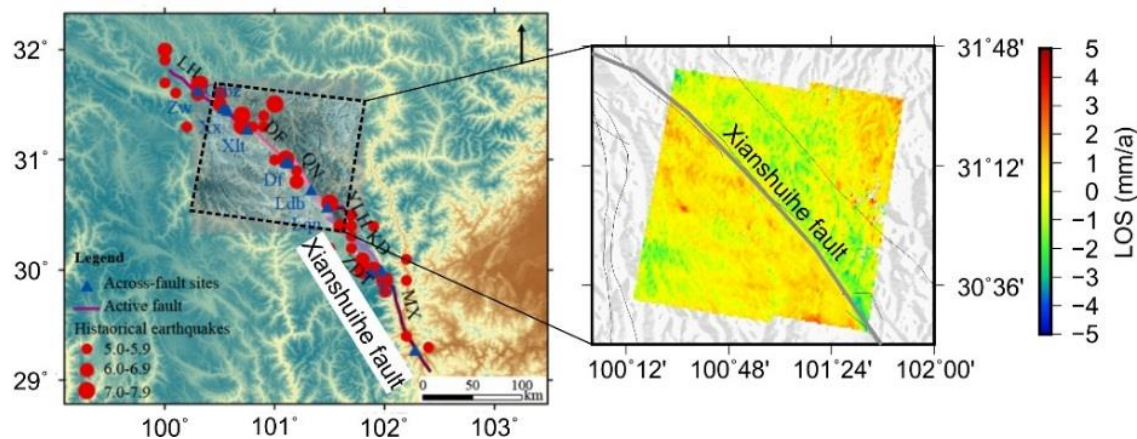 32°
31°
30°
29°
100°
101°
102°
103°
LH
Zw
Xlt
DF
QN
Df
Ldb
KD
MX
Xianshuihe fault
Legend
Across-fault sites
Active fault
Histaorical earthquakes
5.0-5.9
6.0-6.9
7.0-7.9
0 50 100
km
Xianshuihe fault
31°48'
31°12'
30°36'
100°12'
100°48'
101°24'
102°00'
5
4
3
2
1
0
−1
−2
−3
−4
−5
LOS (mm/a)